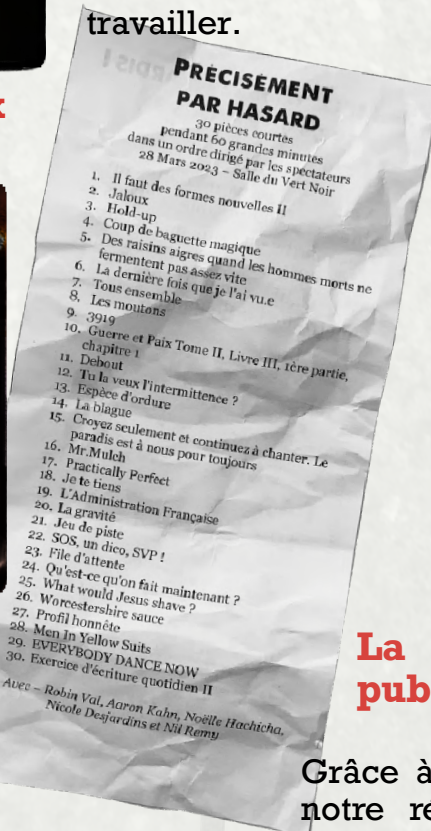 travailler.
PRÉCISÉMENT
PAR HASARD
30 pièces courtes
pendant 60 grandes minutes
dans un ordre dirigé par les spectateurs
28 Mars 2023 – Salle du Vert Noir
1. Il faut des formes nouvelles II
2. Jaloux
3. Hold-up
4. Coup de baguette magique
5. Des raisins aigres quand les hommes morts ne
fermentent pas assez vite
6. La dernière fois que je l'ai vu.e
7. Tous ensemble
8. Les moutons
9. 3919
10. Guerre et Paix Tome II, Livre III, 1ère partie,
chapitre 1
11. Debout
12. Tu la veux l'intermittence ?
13. Espèce d'ordure
14. La blague
15. Croyez seulement et continuez à chanter. Le
paradis est à nous pour toujours
16. Mr.Mulch
17. Practically Perfect
18. Je te tiens
19. L'Administration Française
20. La gravité
21. Jeu de piste
22. SOS, un dico, SVP !
23. File d'attente
24. Qu'est-ce qu'on fait maintenant ?
25. What would Jesus shave ?
26. Worcestershire sauce
27. Profil honnête
28. Men In Yellow Suits
29. EVERYBODY DANCE NOW
30. Exercice d'écriture quotidien II
Avec – Robin Val, Aaron Kahn, Noëlle Hachicha,
Nicole Desjardins et Nil Remy
La
pub
Grâce à
notre re